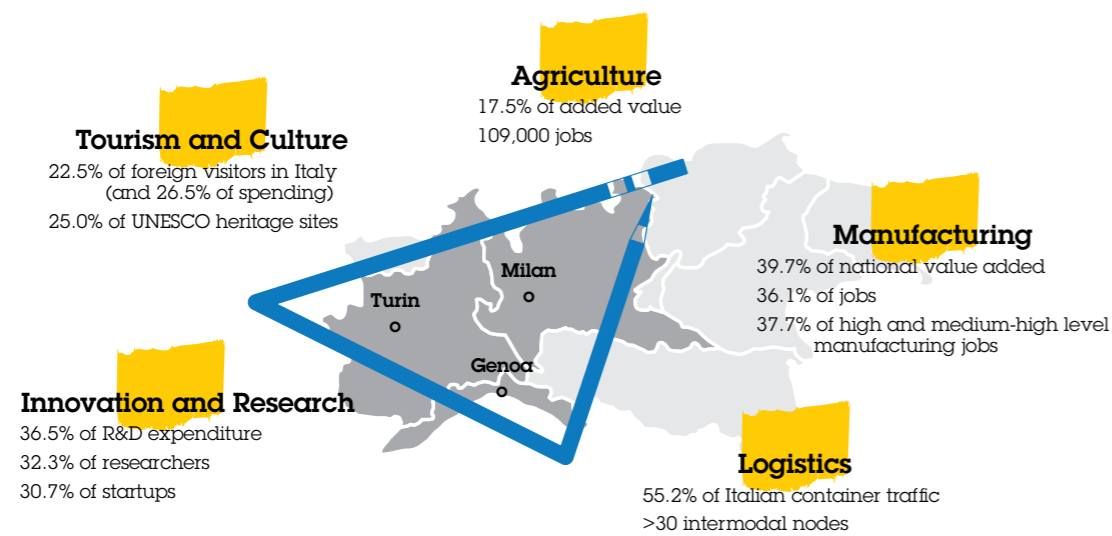 Agriculture
17.5% of added value
109,000 jobs
Tourism and Culture
22.5% of foreign visitors in Italy
(and 26.5% of spending)
25.0% of UNESCO heritage sites
Manufacturing
39.7% of national value added
36.1% of jobs
37.7% of high and medium-high level
manufacturing jobs
Milan
Turin
Genoa
Innovation and Research
36.5% of R&D expenditure
32.3% of researchers
30.7% of startups
Logistics
55.2% of Italian container traffic
>30 intermodal nodes